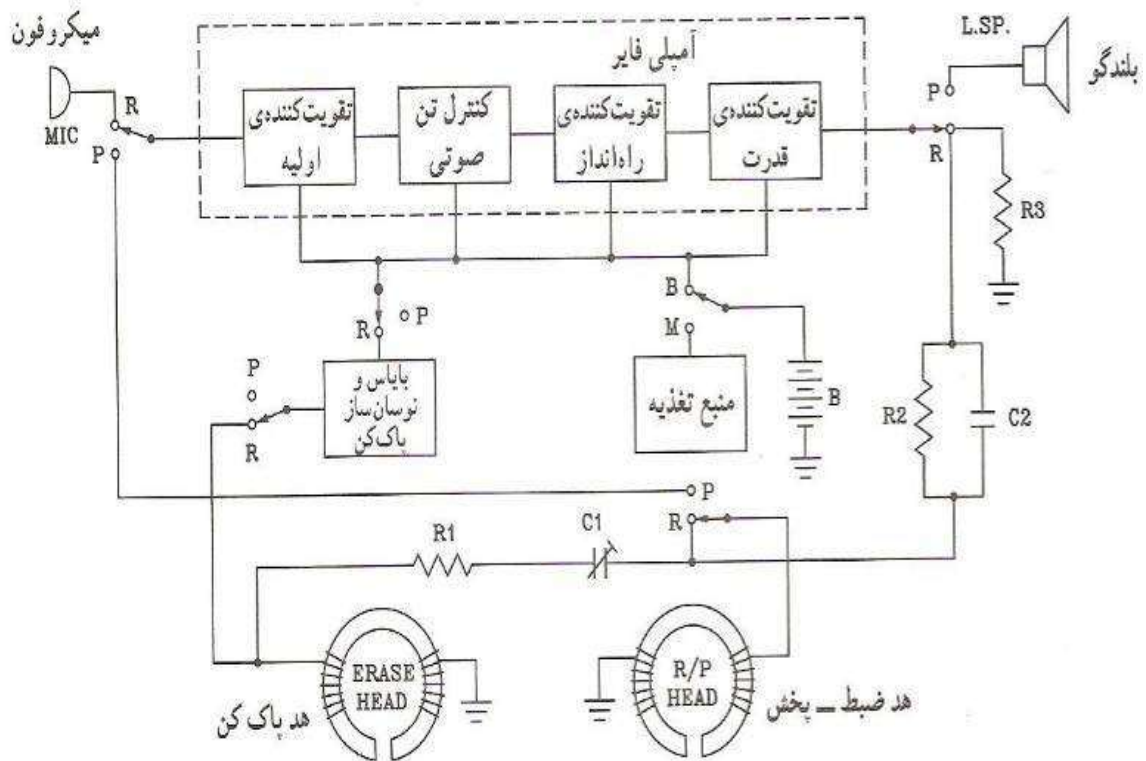 میکروفون
MIC
R
P
آمپلی فایر
تقویت‌کننده‌ی
اولیه
کنترل تن
صوتی
تقویت‌کننده‌ی
راه‌انداز
تقویت‌کننده‌ی
قدرت
L.SP.
بلندگو
P
R
R3
P
R
B
M
P
R
بایاس و
نوسان‌ساز
پاک‌کن
منبع تغذیه
B
R2
C2
P
R
R1
C1
ERASE
HEAD
هد پاک کن
R/P
HEAD
هد ضبط ــ پخش